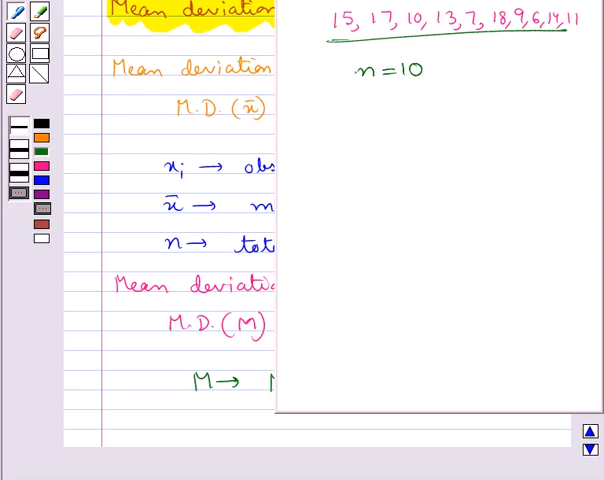 Mean deviation
Mean deviation
M.D. (x̄)
xᵢ → obs
x̄ → m
n → tot
Mean deviatio
M.D. (M)
M →
15, 17, 10, 13, 7, 18, 9, 6, 14, 11
n = 10